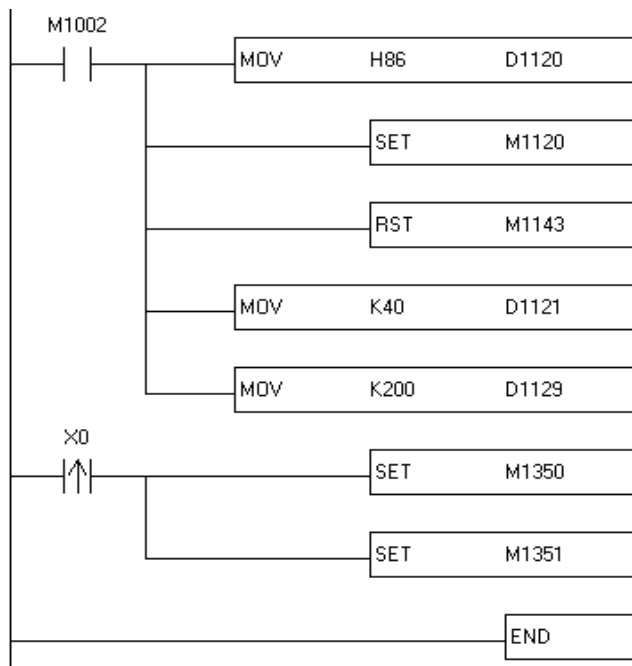 M1002
MOV H86 D1120
SET M1120
RST M1143
MOV K40 D1121
MOV K200 D1129
X0
SET M1350
SET M1351
END